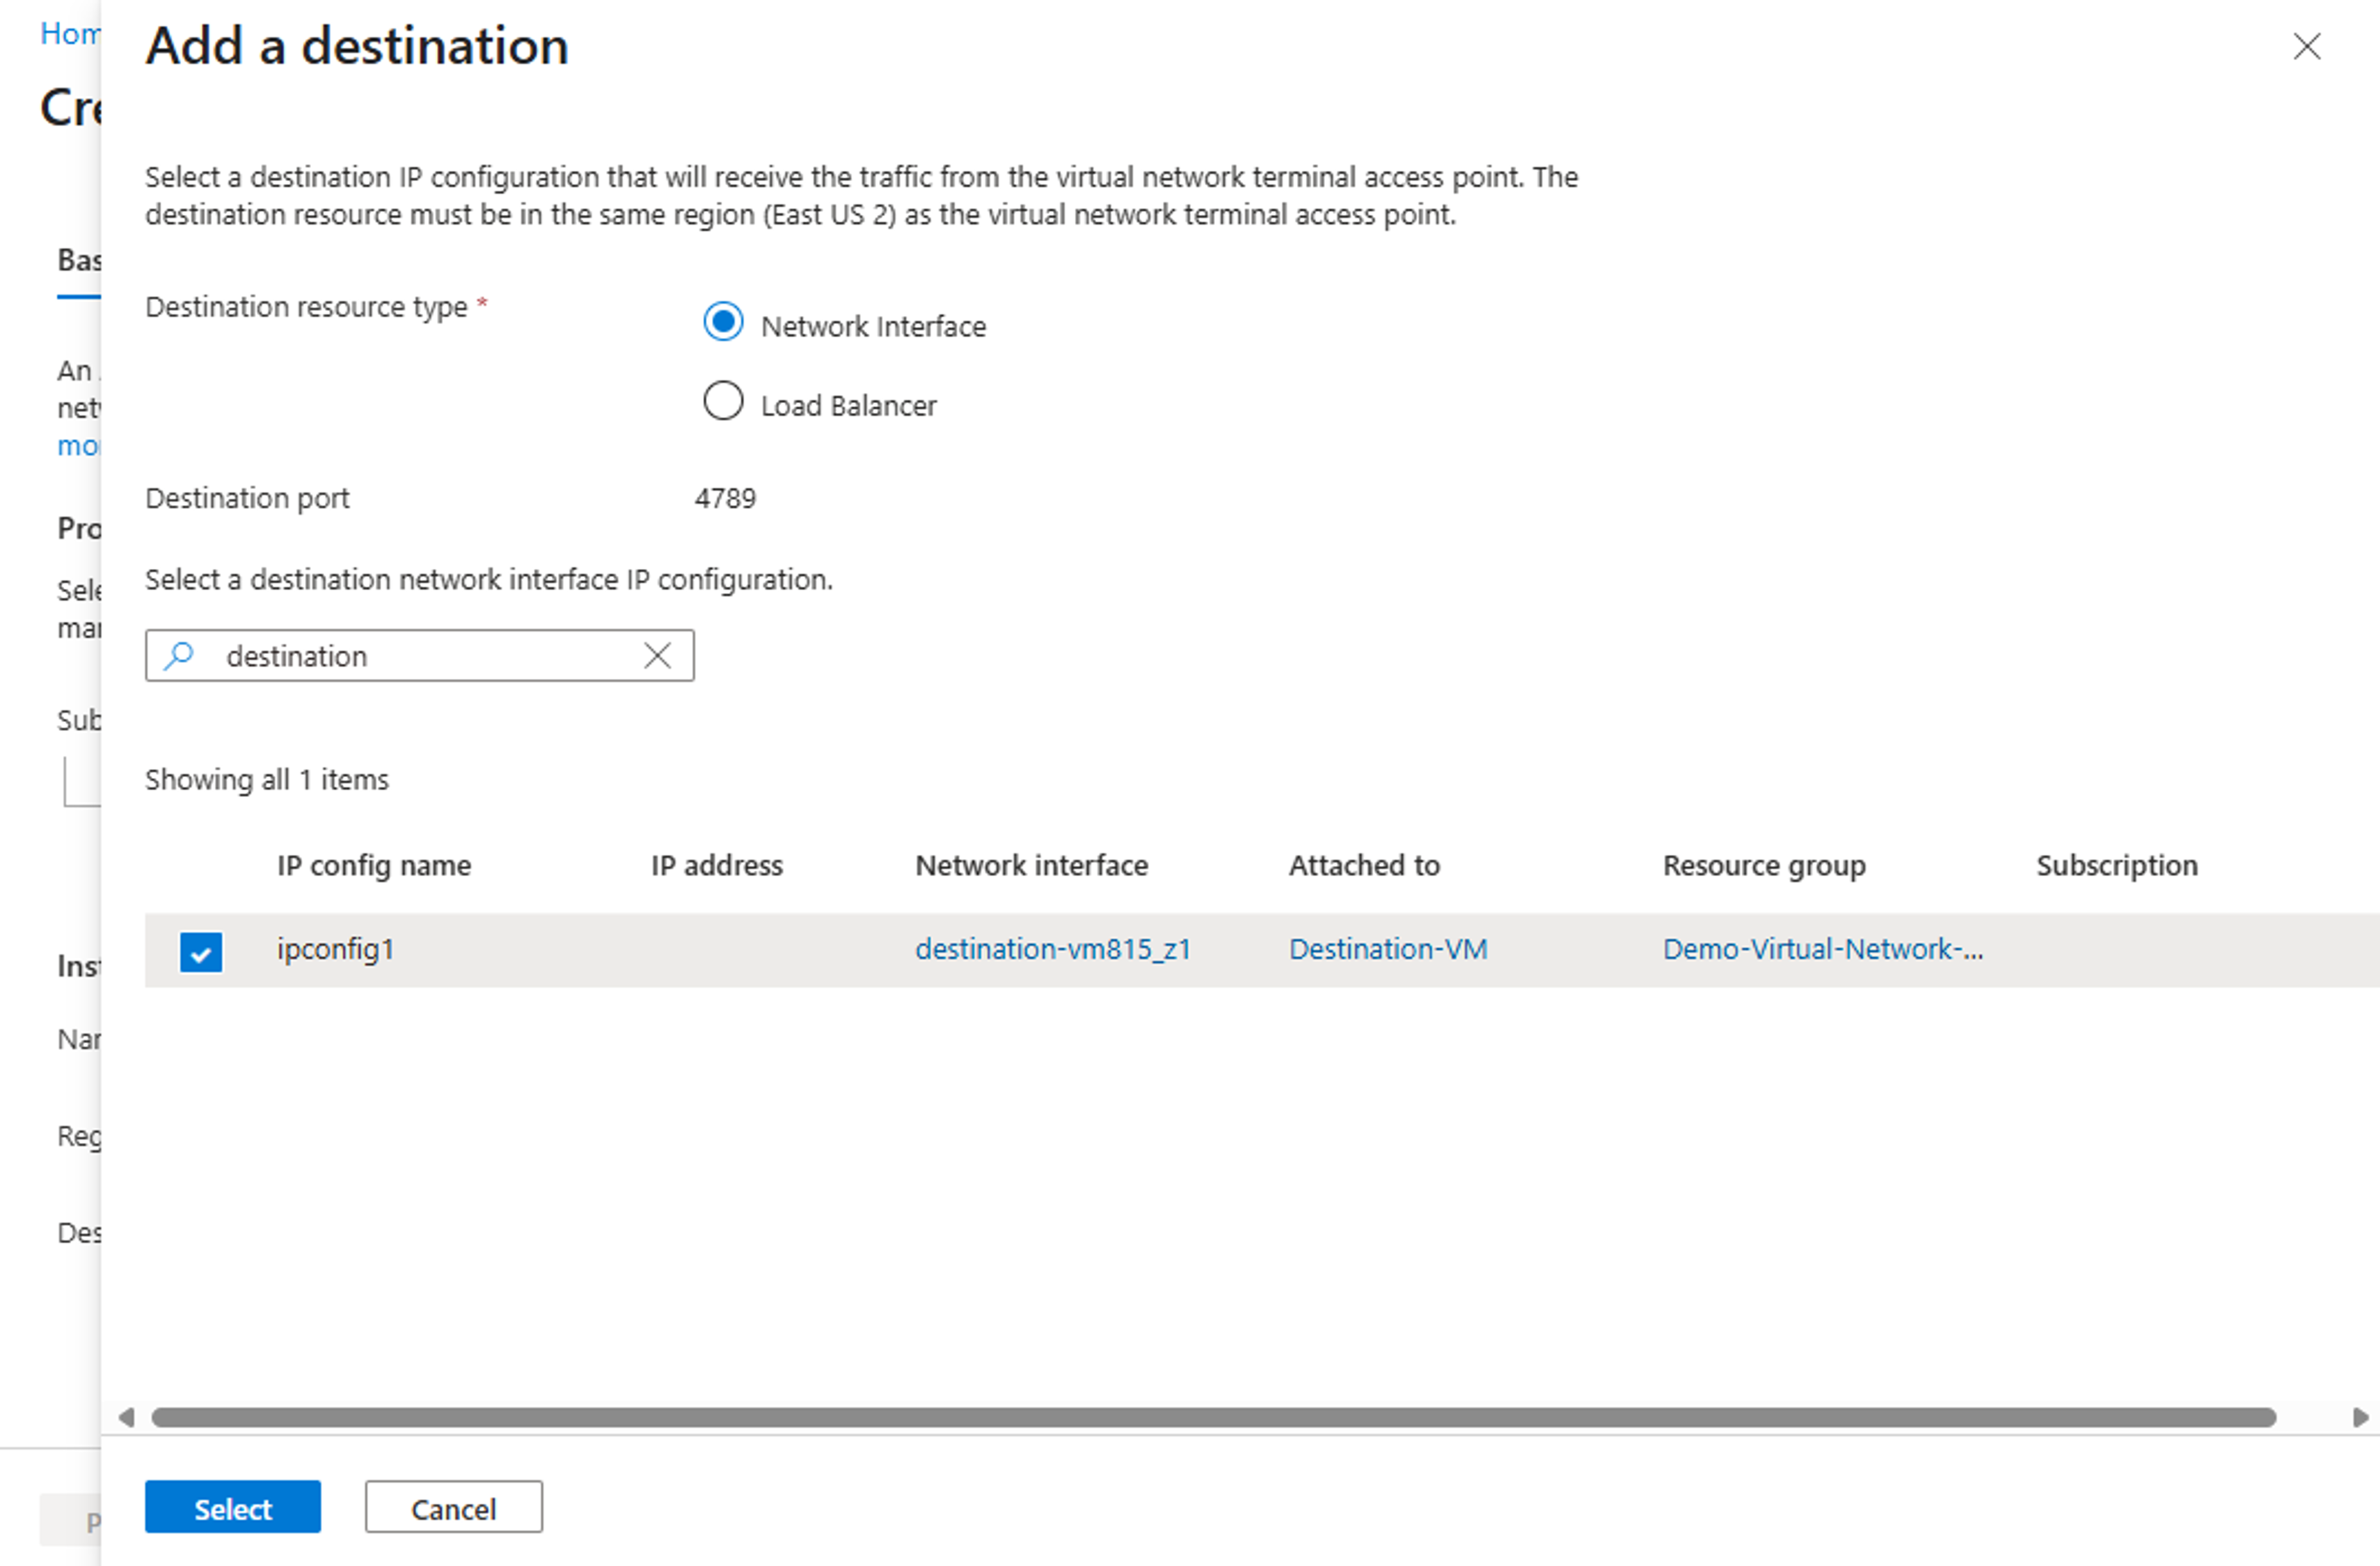 Hom
Cre
Bas
An
net
mor
Pro
Sele
mar
Sub
Inst
Nar
Reg
Des
P
Add a destination
Select a destination IP configuration that will receive the traffic from the virtual network terminal access point. The
destination resource must be in the same region (East US 2) as the virtual network terminal access point.
Destination resource type *
Network Interface
Load Balancer
Destination port 4789
Select a destination network interface IP configuration.
destination
Showing all 1 items
IP config name IP address Network interface Attached to Resource group Subscription
ipconfig1 destination-vm815_z1 Destination-VM Demo-Virtual-Network-...
Select Cancel